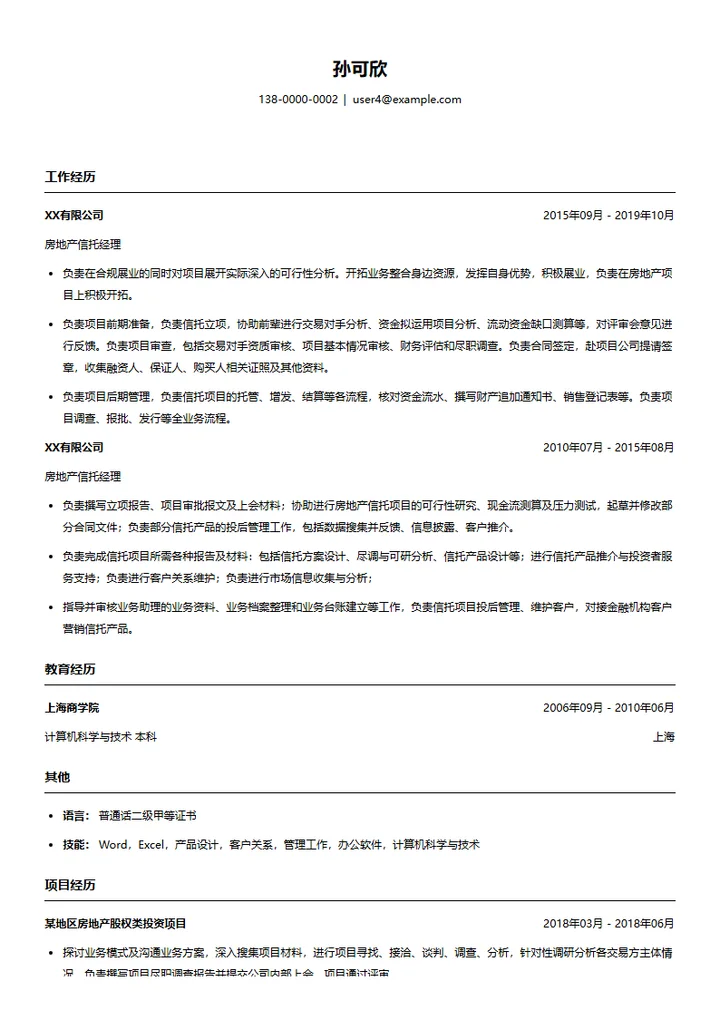 孙可欣
138-0000-0002 | user4@example.com
工作经历
XX有限公司 2015年09月 - 2019年10月
房地产信托经理
• 负责在合规展业的同时对项目展开实际深入的可行性分析。开拓业务整合身边资源，发挥自身优势，积极展业，负责在房地产项
目上积极开拓。
• 负责项目前期准备，负责信托立项，协助前辈进行交易对手分析、资金拟运用项目分析、流动资金缺口测算等，对评审会意见进
行反馈。负责项目审查，包括交易对手资质审核、项目基本情况审核、财务评估和尽职调查。负责合同签定，赴项目公司提请签
章，收集融资人、保证人、购买人相关证照及其他资料。
• 负责项目后期管理，负责信托项目的托管、增发、结算等各流程，核对资金流水、撰写财产追加通知书、销售登记表等。负责项
目调查、报批、发行等全业务流程。
XX有限公司 2010年07月 - 2015年08月
房地产信托经理
• 负责撰写立项报告、项目审批报文及上会材料；协助进行房地产信托项目的可行性研究、现金流测算及压力测试，起草并修改部
分合同文件；负责部分信托产品的投后管理工作，包括数据搜集并反馈、信息披露、客户推介。
• 负责完成信托项目所需各种报告及材料：包括信托方案设计、尽调与可研分析、信托产品设计等；进行信托产品推介与投资者服
务支持；负责进行客户关系维护；负责进行市场信息收集与分析；
• 指导并审核业务助理的业务资料、业务档案整理和业务台账建立等工作，负责信托项目投后管理、维护客户，对接金融机构客户
营销信托产品。
教育经历
上海商学院 2006年09月 - 2010年06月
计算机科学与技术 本科 上海
其他
• 语言： 普通话二级甲等证书
• 技能： Word，Excel，产品设计，客户关系，管理工作，办公软件，计算机科学与技术
项目经历
某地区房地产股权类投资项目 2018年03月 - 2018年06月
• 探讨业务模式及沟通业务方案，深入搜集项目材料，进行项目寻找、接洽、谈判、调查、分析，针对性调研分析各交易方主体情
况，负责撰写项目尽职调查报告并提交公司内部上会，项目通过评审